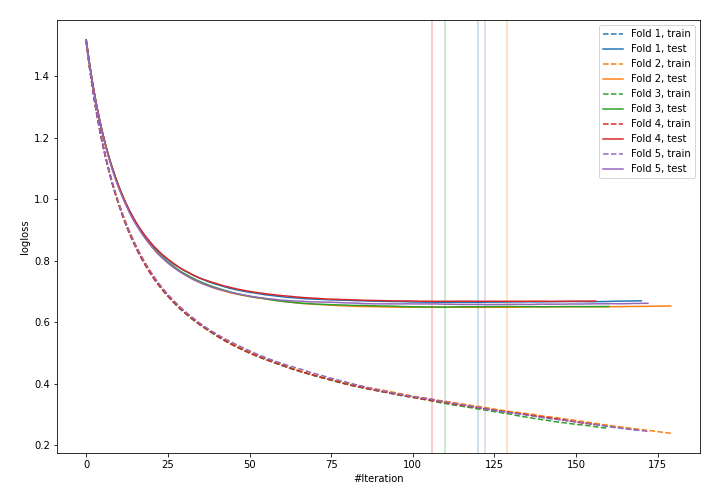 1.4
1.2
1.0
0.8
0.6
0.4
0.2
logloss
0 25 50 75 100 125 150 175
#Iteration
Fold 1, train
Fold 1, test
Fold 2, train
Fold 2, test
Fold 3, train
Fold 3, test
Fold 4, train
Fold 4, test
Fold 5, train
Fold 5, test